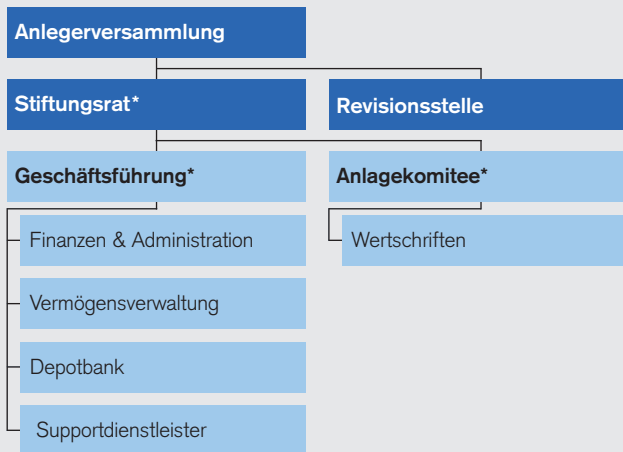 Anlegerversammlung
Stiftungsrat*
Revisionsstelle
Geschäftsführung*
Anlagekomitee*
Finanzen & Administration
Wertschriften
Vermögensverwaltung
Depotbank
Supportdienstleister